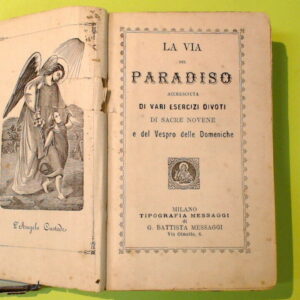 L'Angelo Custode
LA VIA
DEL
PARADISO
ACCRESCIUTA
DI VARI ESERCIZI DIVOTI
DI SACRE NOVENE
e del Vespro delle Domeniche
MILANO
TIPOGRAFIA MESSAGGI
di
G. BATTISTA MESSAGGI